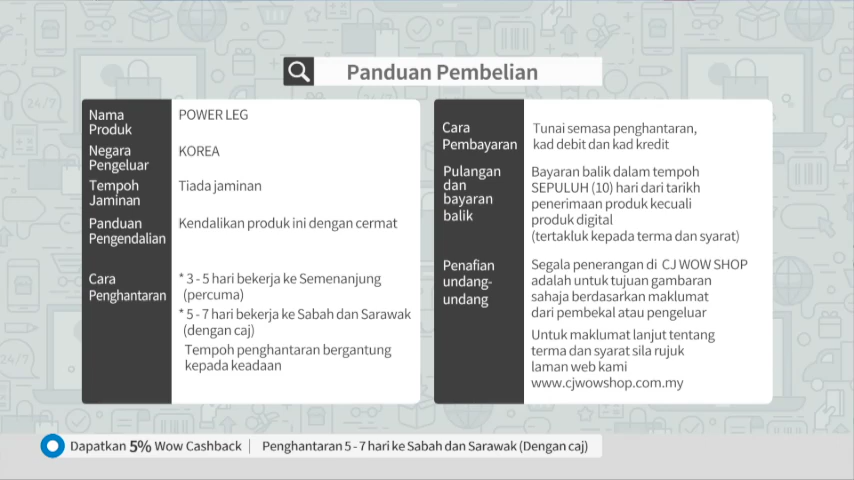 Panduan Pembelian
Nama
Produk
POWER LEG
Negara
Pengeluar
KOREA
Tempoh
Jaminan
Tiada jaminan
Panduan
Pengendalian
Kendalikan produk ini dengan cermat
Cara
Penghantaran
* 3 - 5 hari bekerja ke Semenanjung
(percuma)
* 5 - 7 hari bekerja ke Sabah dan Sarawak
(dengan caj)
Tempoh penghantaran bergantung
kepada keadaan
Cara
Pembayaran
Tunai semasa penghantaran,
kad debit dan kad kredit
Pulangan
dan
bayaran
balik
Bayaran balik dalam tempoh
SEPULUH (10) hari dari tarikh
penerimaan produk kecuali
produk digital
(tertakluk kepada terma dan syarat)
Penafian
undang-
undang
Segala penerangan di CJ WOW SHOP
adalah untuk tujuan gambaran
sahaja berdasarkan maklumat
dari pembekal atau pengeluar
Untuk maklumat lanjut tentang
terma dan syarat sila rujuk
laman web kami
www.cjwowshop.com.my
24/7
24/7
Dapatkan 5% Wow Cashback | Penghantaran 5 - 7 hari ke Sabah dan Sarawak (Dengan caj)